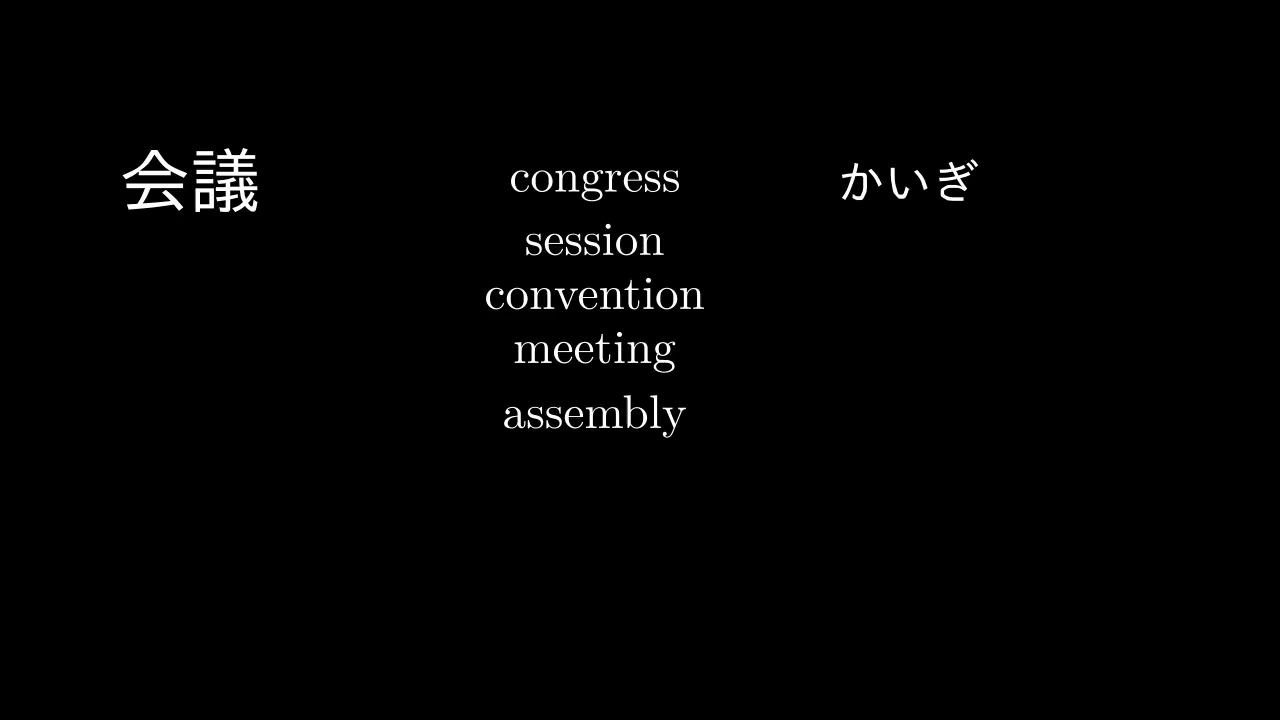 会議 congress かいぎ
session
convention
meeting
assembly